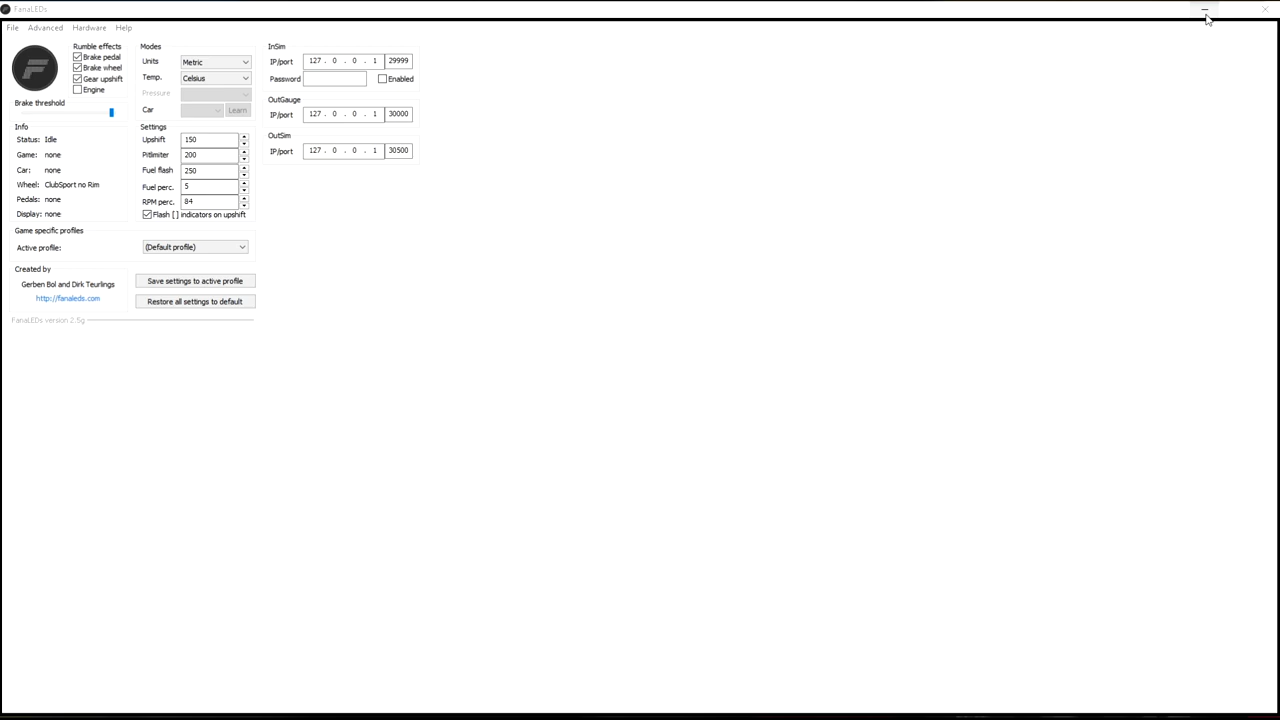 FanaLEDs
File Advanced Hardware Help
Rumble effects
Brake pedal
Brake wheel
Gear upshift
Engine
Brake threshold
Info
Status: Idle
Game: none
Car: none
Wheel: ClubSport no Rim
Pedals: none
Display: none
Modes
Units Metric
Temp. Celsius
Pressure
Car Learn
Settings
Upshift 150
Pitlimiter 200
Fuel flash 250
Fuel perc. 5
RPM perc. 84
Flash [ ] indicators on upshift
InSim
IP/port 127 . 0 . 0 . 1 29999
Password Enabled
OutGauge
IP/port 127 . 0 . 0 . 1 30000
OutSim
IP/port 127 . 0 . 0 . 1 30500
Game specific profiles
Active profile: (Default profile)
Created by
Gerben Bol and Dirk Teurlings
http://fanaleds.com
Save settings to active profile
Restore all settings to default
FanaLEDs version 2.5g